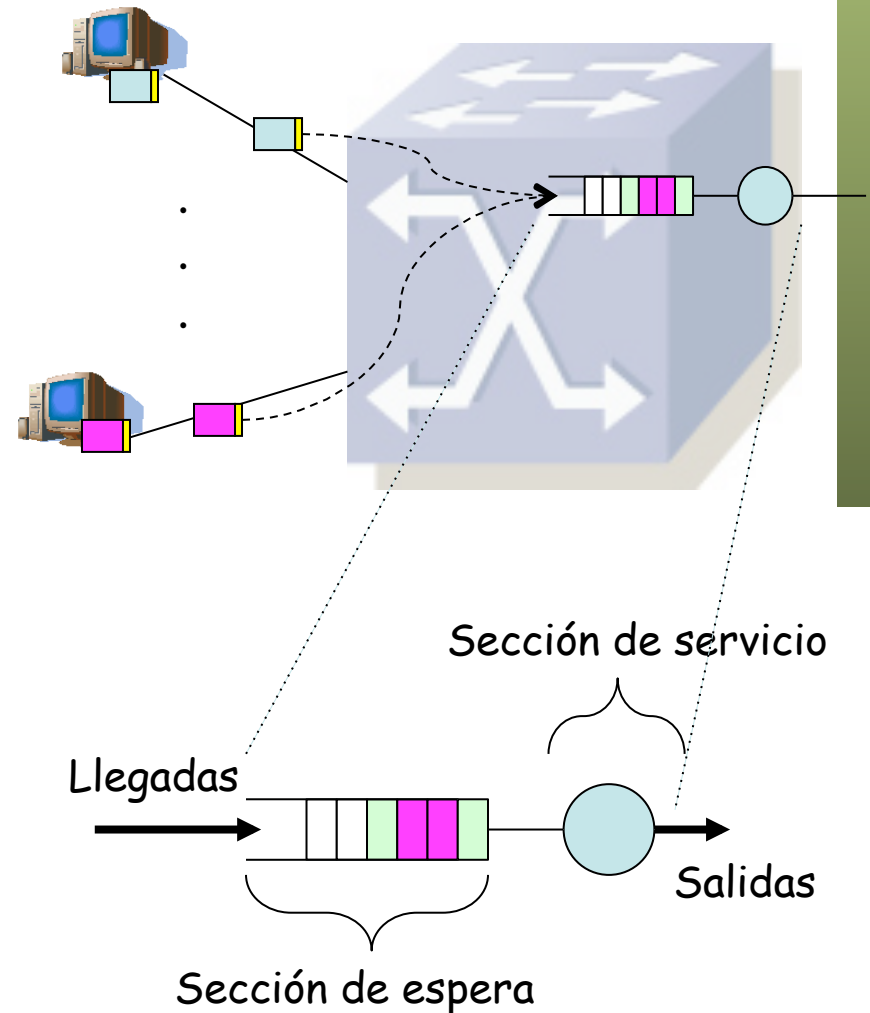 Sección de servicio
Llegadas
Salidas
Sección de espera